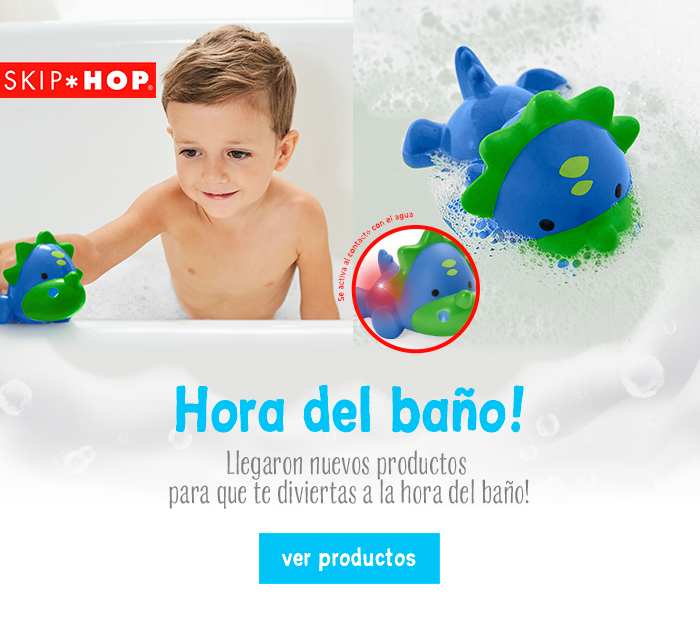 SKIP*HOP®
Se activa al contacto con el agua
Hora del baño!
Llegaron nuevos productos
para que te diviertas a la hora del baño!
ver productos